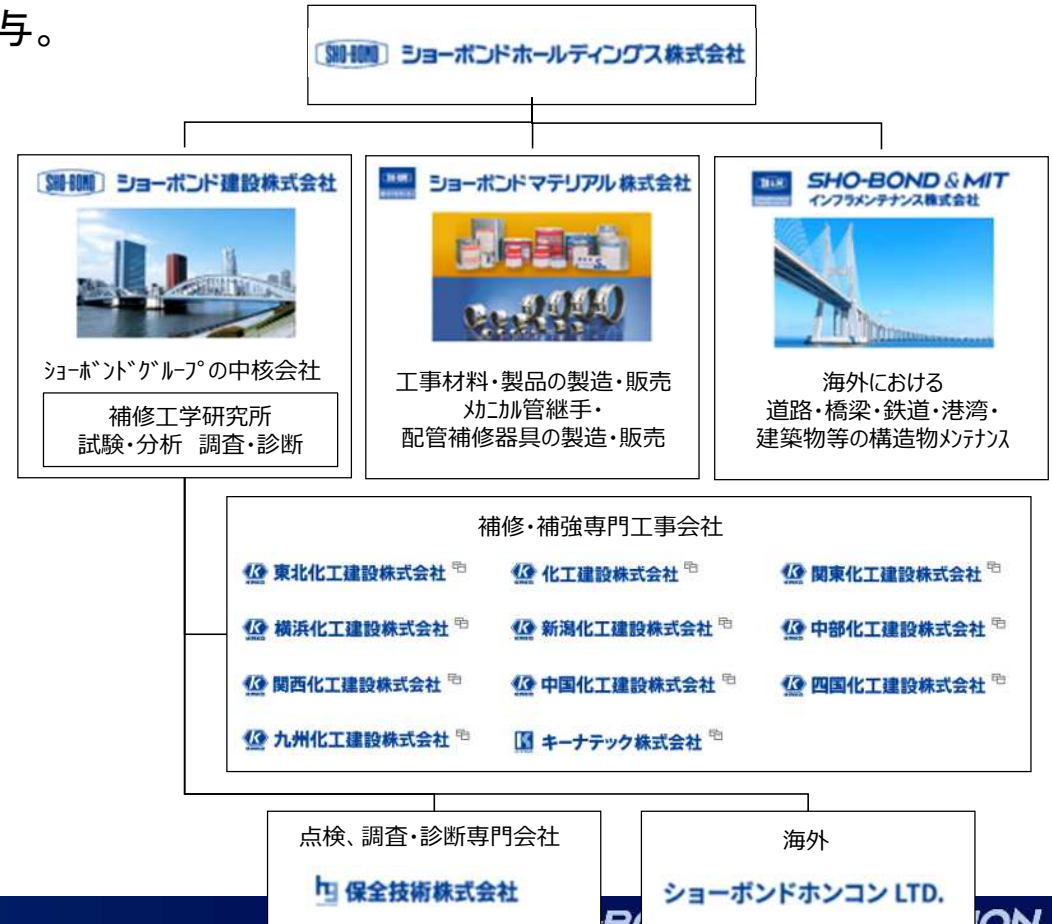 与。
SHO-BOND ショーボンドホールディングス株式会社
SHO-BOND ショーボンド建設株式会社
ショーボンドマテリアル株式会社
SHO-BOND & MIT
インフラメンテナンス株式会社
ｼｮｰﾎﾞﾝﾄﾞｸﾞﾙｰﾌﾟの中核会社
補修工学研究所
試験・分析 調査・診断
工事材料・製品の製造・販売
ﾒｶﾆｶﾙ管継手・
配管補修器具の製造・販売
海外における
道路・橋梁・鉄道・港湾・
建築物等の構造物ﾒﾝﾃﾅﾝｽ
補修・補強専門工事会社
東北化工建設株式会社 化工建設株式会社 関東化工建設株式会社
横浜化工建設株式会社 新潟化工建設株式会社 中部化工建設株式会社
関西化工建設株式会社 中国化工建設株式会社 四国化工建設株式会社
九州化工建設株式会社 キーナテック株式会社
点検、調査・診断専門会社
保全技術株式会社
海外
ショーボンドホンコン LTD.